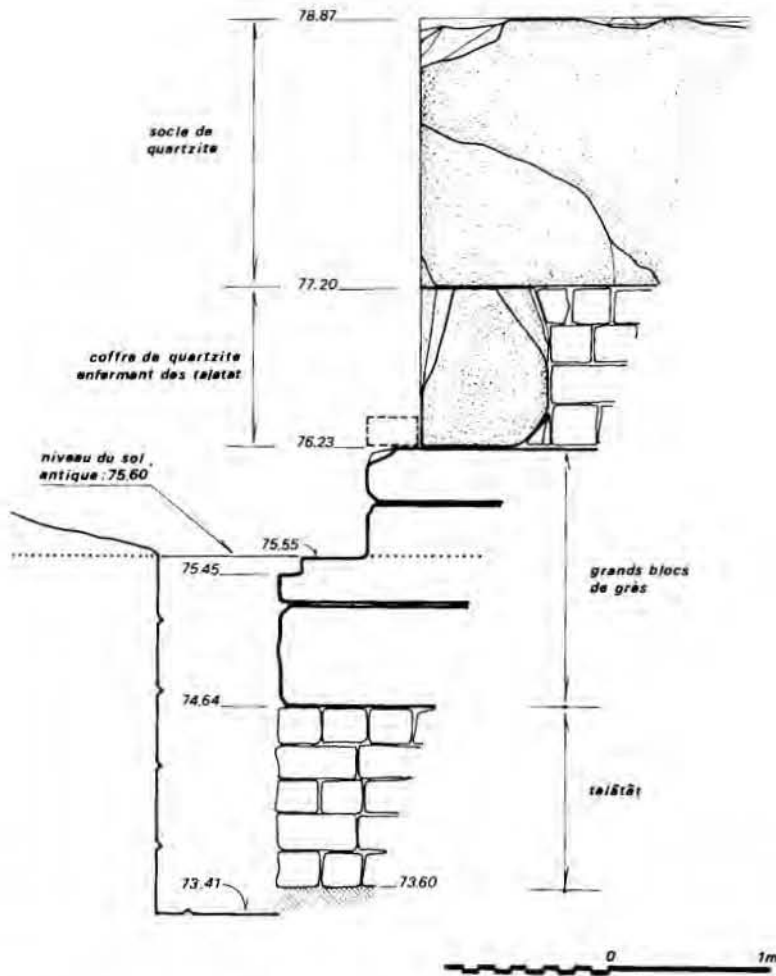 78.87
socle de
quartzite
77.20
coffre de quartzite
enfermant des talatat
76.23
niveau du sol
antique : 75.60
75.55
75.45
grands blocs
de grès
74.64
talâtât
73.41
73.60
0 1m